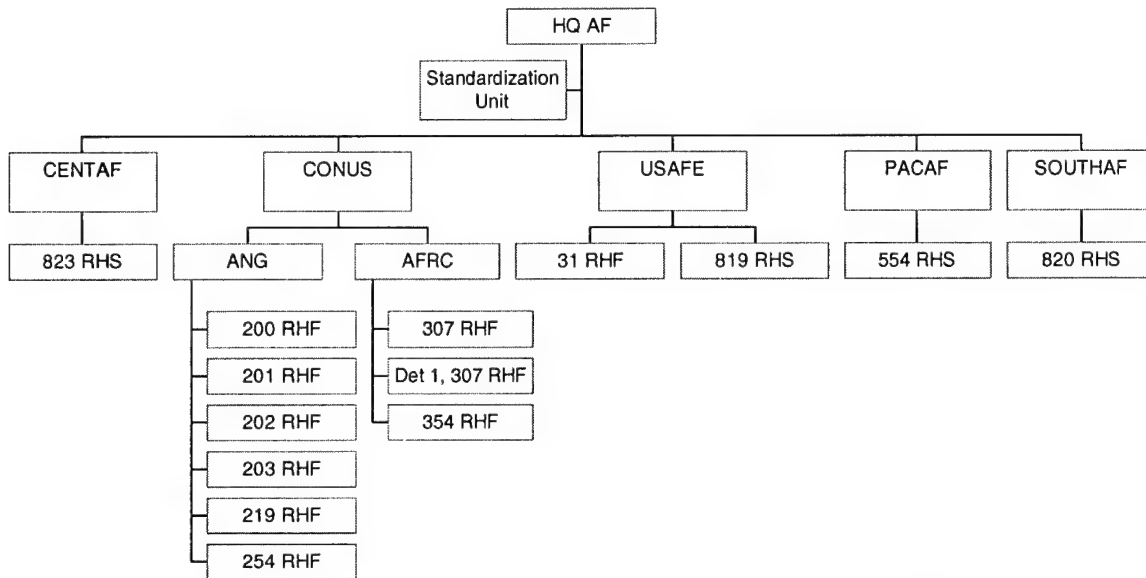 HQ AF
Standardization
Unit
CENTAF
CONUS
USAFE
PACAF
SOUTHAF
823 RHS
ANG
AFRC
31 RHF
819 RHS
554 RHS
820 RHS
200 RHF
307 RHF
201 RHF
Det 1, 307 RHF
202 RHF
354 RHF
203 RHF
219 RHF
254 RHF